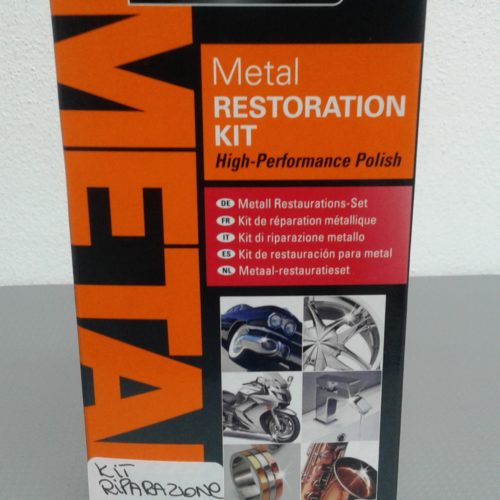 META
Metal
RESTORATION
KIT
High-Performance Polish
DE Metall Restaurations-Set
FR Kit de réparation métallique
IT Kit di riparazione metallo
ES Kit de restauración para metal
NL Metaal-restauratieset
KIT
RIPARAZIONE